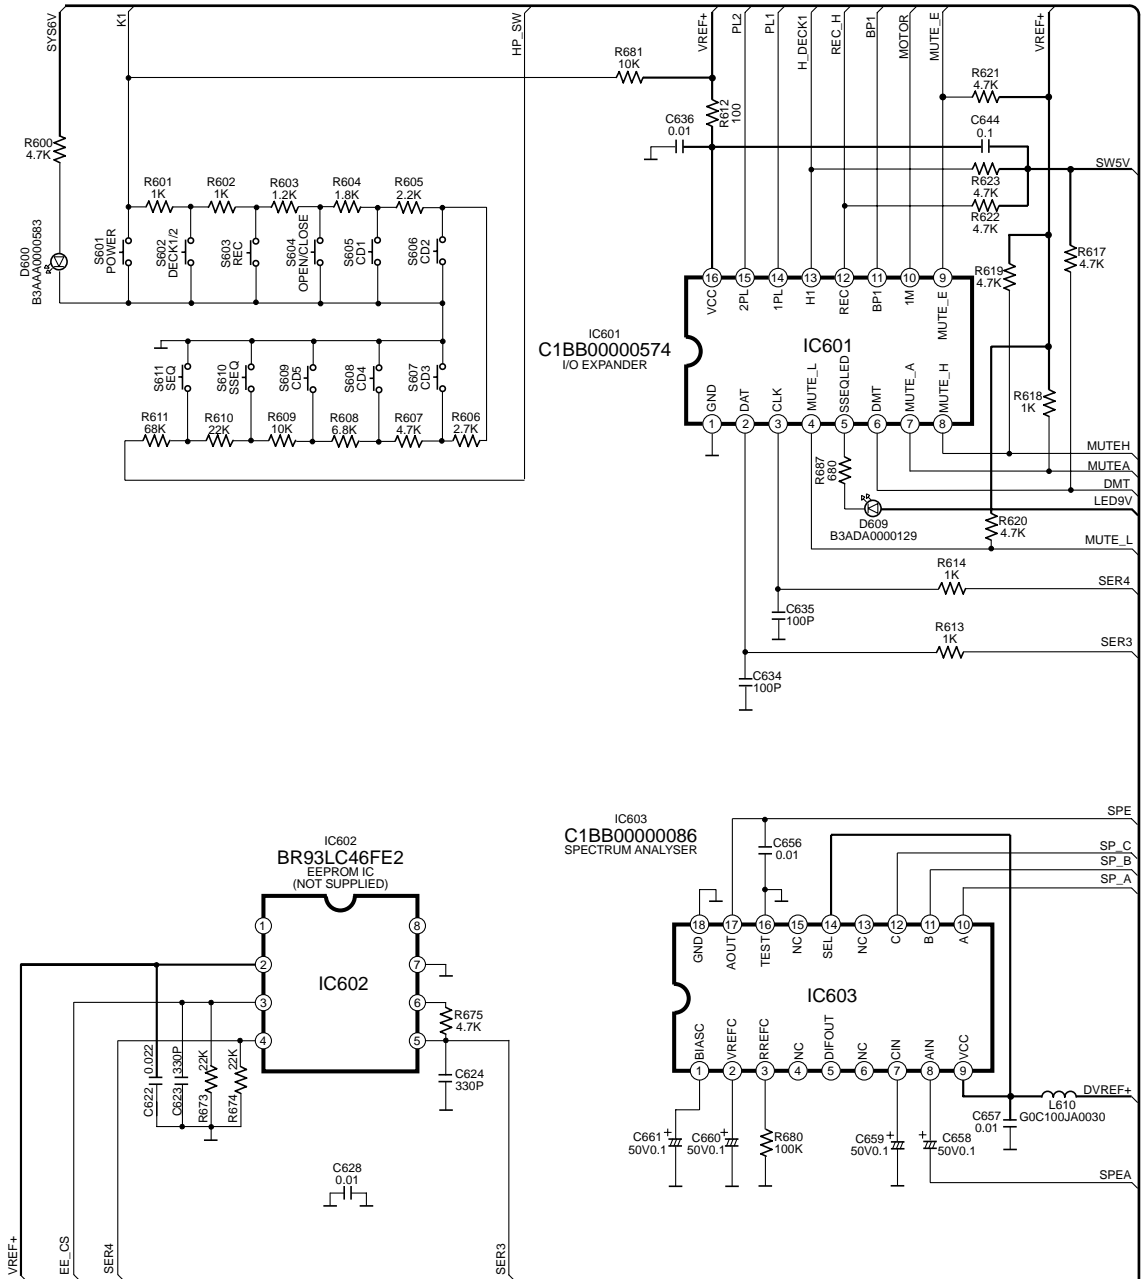 SYS6V
K1
HP_SW
VREF+
PL2
PL1
H_DECK1
REC_H
BP1
MOTOR
MUTE_E
VREF+
R681
10K
R612
100
R621
4.7K
C636
0.01
C644
0.1
R600
4.7K
SW5V
R623
4.7K
R622
4.7K
R601
1K
R602
1K
R603
1.2K
R604
1.8K
R605
2.2K
D600
B3AAA0000583
S601
POWER
S602
DECK1/2
S603
REC
S604
OPEN/CLOSE
S605
CD1
S606
CD2
R617
4.7K
R619
4.7K
16
15
14
13
12
11
10
9
VCC
2PL
1PL
H1
REC
BP1
1M
MUTE_E
IC601
C1BB00000574
I/O EXPANDER
IC601
S611
SEQ
S610
SSEQ
S609
CD5
S608
CD4
S607
CD3
GND
DAT
CLK
MUTE_L
SSEQLED
DMT
MUTE_A
MUTE_H
1
2
3
4
5
6
7
8
R618
1K
R611
68K
R610
22K
R609
10K
R608
6.8K
R607
4.7K
R606
2.7K
MUTEH
MUTEA
DMT
LED9V
R687
680
D609
B3ADA0000129
R620
4.7K
MUTE_L
R614
1K
SER4
C635
100P
R613
1K
SER3
C634
100P
SPE
IC603
C1BB00000086
SPECTRUM ANALYSER
C656
0.01
SP_C
SP_B
SP_A
IC602
BR93LC46FE2
EEPROM IC
(NOT SUPPLIED)
18
17
16
15
14
13
12
11
10
GND
AOUT
TEST
NC
SEL
NC
C
B
A
1
8
2
7
IC602
3
6
4
5
IC603
R675
4.7K
C624
330P
C622
0.022
C623
330P
R673
22K
R674
22K
BIASC
VREFC
RREFC
NC
DIFOUT
NC
CIN
AIN
VCC
1
2
3
4
5
6
7
8
9
DVREF+
L610
G0C100JA0030
C657
0.01
C661
50V0.1
+
C660
50V0.1
+
R680
100K
C659
50V0.1
+
C658
50V0.1
+
SPEA
C628
0.01
VREF+
EE_CS
SER4
SER3